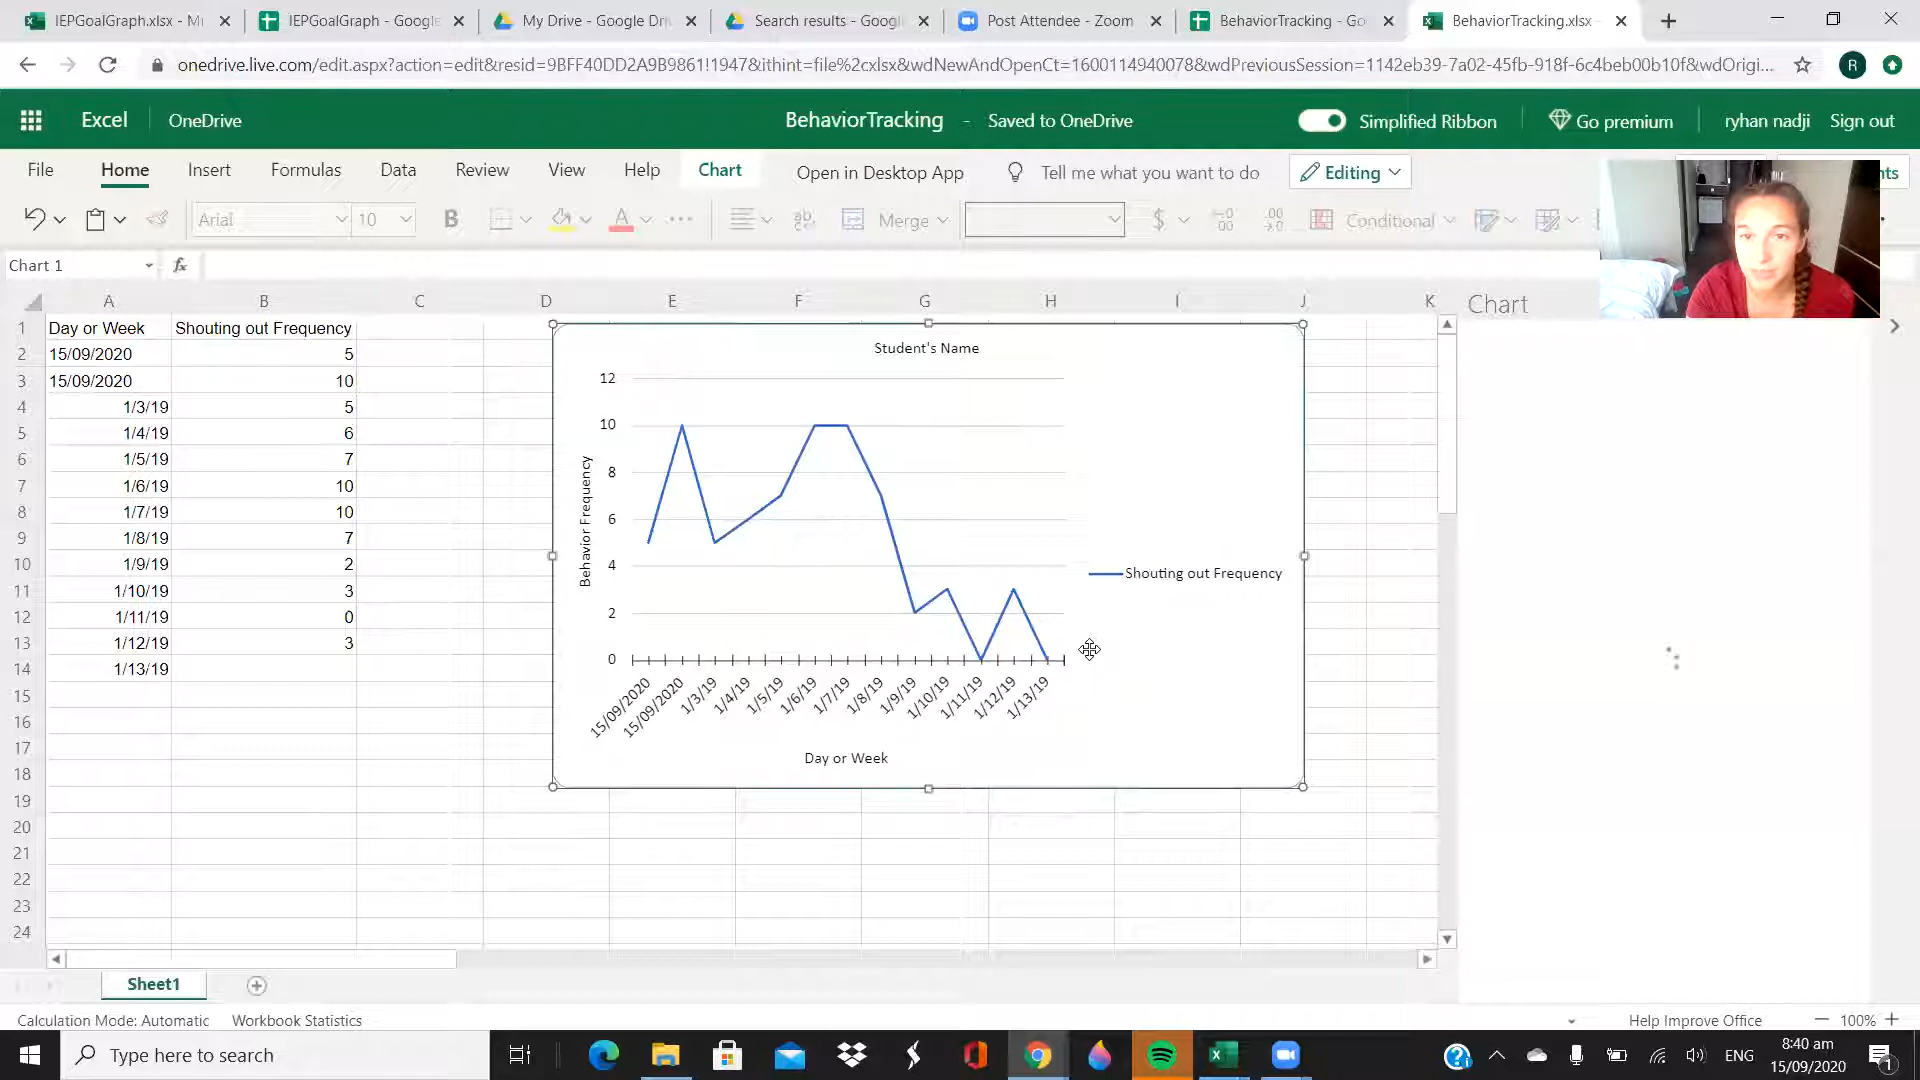 IEPGoalGraph.xlsx - Mi
IEPGoalGraph - Google
My Drive - Google Dri
Search results - Googl
Post Attendee - Zoom
BehaviorTracking - Go
BehaviorTracking.xlsx -
onedrive.live.com/edit.aspx?action=edit&resid=9BFF40DD2A9B9861!1947&ithint=file%2cxlsx&wdNewAndOpenCt=1600114940078&wdPreviousSession=1142eb39-7a02-45fb-918f-6c4beb00b10f&wdOrigi...
R
Excel OneDrive BehaviorTracking - Saved to OneDrive Simplified Ribbon Go premium ryhan nadji Sign out
File Home Insert Formulas Data Review View Help Chart Open in Desktop App Tell me what you want to do Editing nts
Arial 10 B A ab Merge $ .00 Conditional
Chart 1 fx
A B C D E F G H I J K
Chart
1 Day or Week Shouting out Frequency
2 15/09/2020 5
3 15/09/2020 10
4 1/3/19 5
5 1/4/19 6
6 1/5/19 7
7 1/6/19 10
8 1/7/19 10
9 1/8/19 7
10 1/9/19 2
11 1/10/19 3
12 1/11/19 0
13 1/12/19 3
14 1/13/19
15
16
17
18
19
20
21
22
23
24
Student's Name
12
10
8
6
4
2
0
Behavior Frequency
15/09/2020 15/09/2020 1/3/19 1/4/19 1/5/19 1/6/19 1/7/19 1/8/19 1/9/19 1/10/19 1/11/19 1/12/19 1/13/19
Day or Week
Shouting out Frequency
Sheet1
Calculation Mode: Automatic Workbook Statistics Help Improve Office 100%
Type here to search
ENG
8:40 am
15/09/2020
1